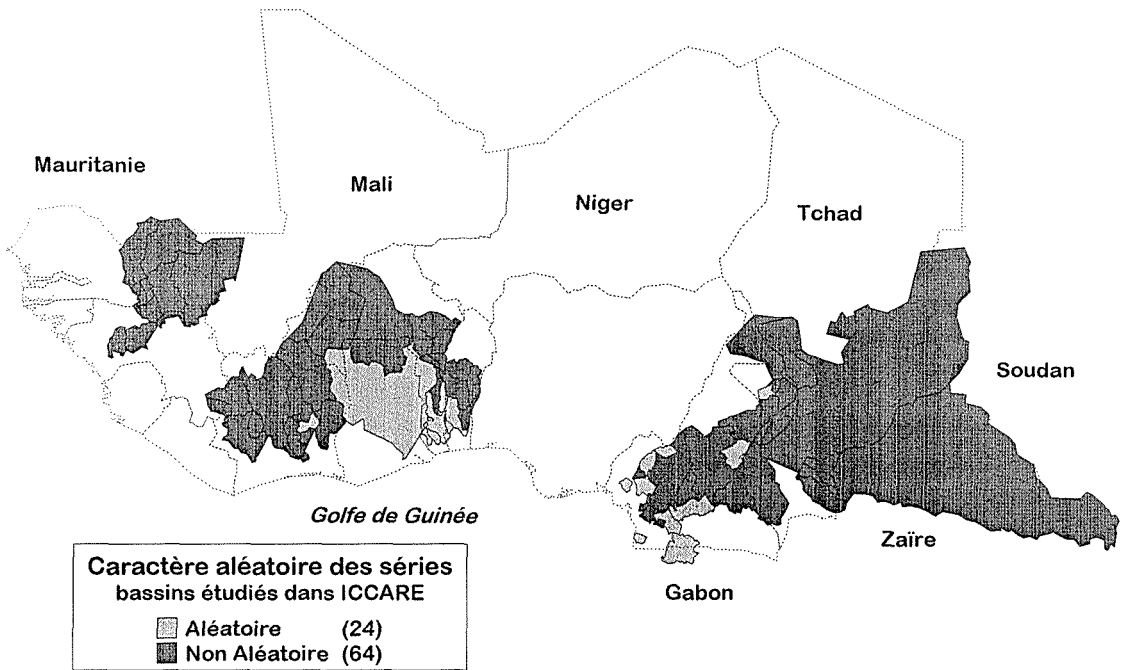 Mauritanie
Mali
Niger
Tchad
Soudan
Golfe de Guinée
Zaïre
Gabon
Caractère aléatoire des séries
bassins étudiés dans ICCARE
Aléatoire (24)
Non Aléatoire (64)